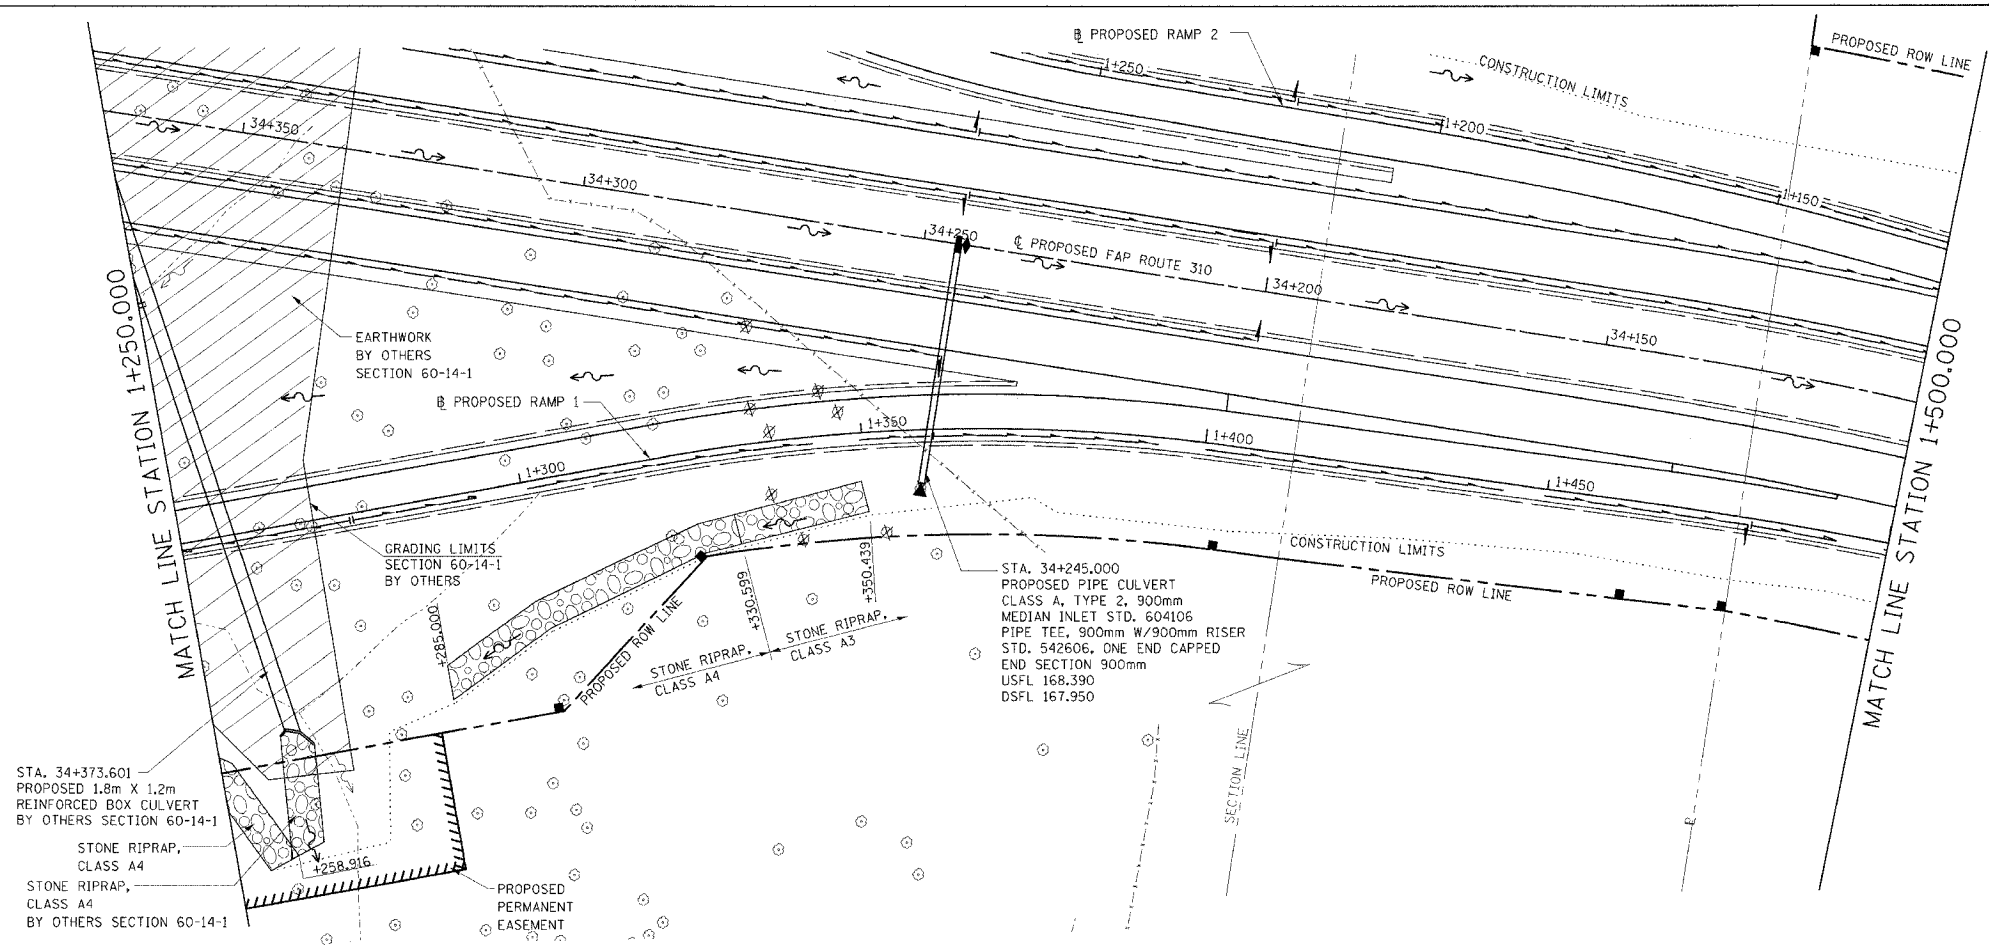 ℄ PROPOSED RAMP 2
PROPOSED ROW LINE
CONSTRUCTION LIMITS
1+250
1+200
1+150
34+350
34+300
34+250
℄ PROPOSED FAP ROUTE 310
34+200
34+150
MATCH LINE STATION 1+250.000
MATCH LINE STATION 1+500.000
EARTHWORK
BY OTHERS
SECTION 60-14-1
PROPOSED RAMP 1
1+300
1+350
1+400
1+450
GRADING LIMITS
SECTION 60-14-1
BY OTHERS
CONSTRUCTION LIMITS
PROPOSED ROW LINE
+285.000
+330.599
+350.439
PROPOSED ROW LINE
STONE RIPRAP,
CLASS A4
STONE RIPRAP,
CLASS A3
STA. 34+245.000
PROPOSED PIPE CULVERT
CLASS A, TYPE 2, 900mm
MEDIAN INLET STD. 604106
PIPE TEE, 900mm W/900mm RISER
STD. 542606, ONE END CAPPED
END SECTION 900mm
USFL 168.390
DSFL 167.950
SECTION LINE
STA. 34+373.601
PROPOSED 1.8m X 1.2m
REINFORCED BOX CULVERT
BY OTHERS SECTION 60-14-1
STONE RIPRAP,
CLASS A4
STONE RIPRAP,
CLASS A4
BY OTHERS SECTION 60-14-1
+258.916
PROPOSED
PERMANENT
EASEMENT